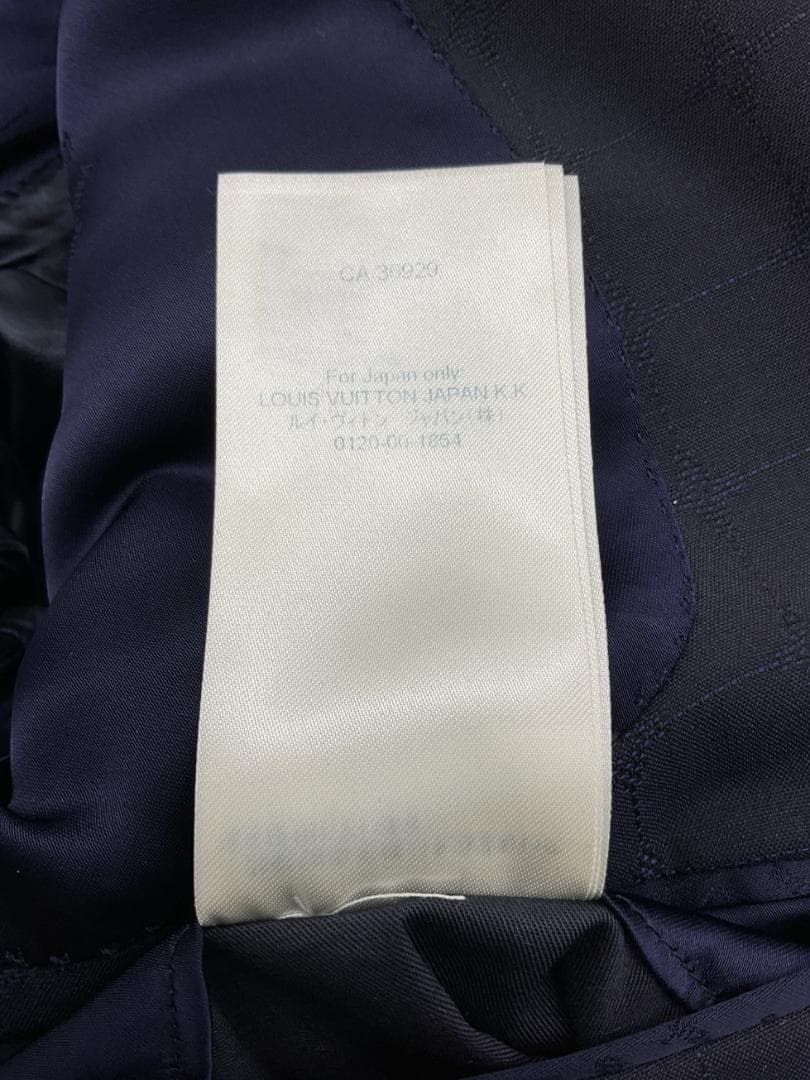 CA 36929
For Japan only:
LOUIS VUITTON JAPAN K.K
ルイ・ヴィトン ジャパン(株)
0120-00-1854